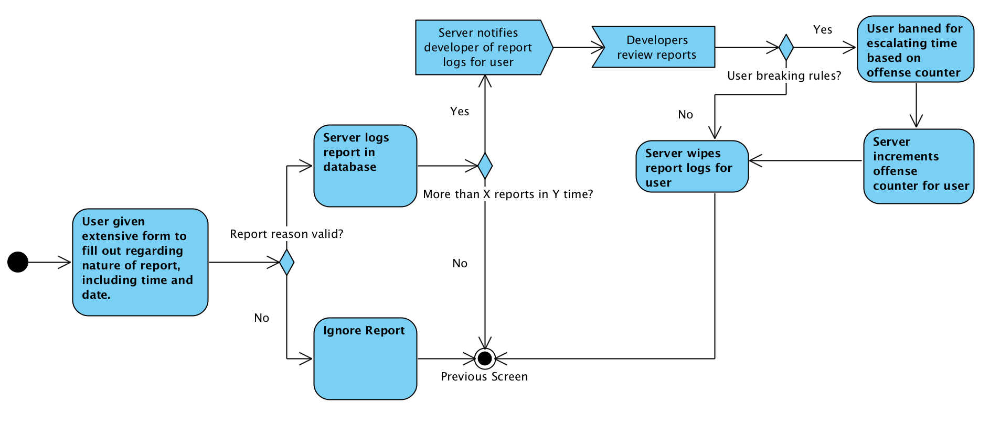 Server notifies
developer of report
logs for user
Developers
review reports
Yes
User banned for
escalating time
based on
offense counter
User breaking rules?
Yes
No
Server logs
report in
database
Server wipes
report logs for
user
Server
increments
offense
counter for user
More than X reports in Y time?
User given
extensive form to
fill out regarding
nature of report,
including time and
date.
Report reason valid?
No
No
Ignore Report
Previous Screen